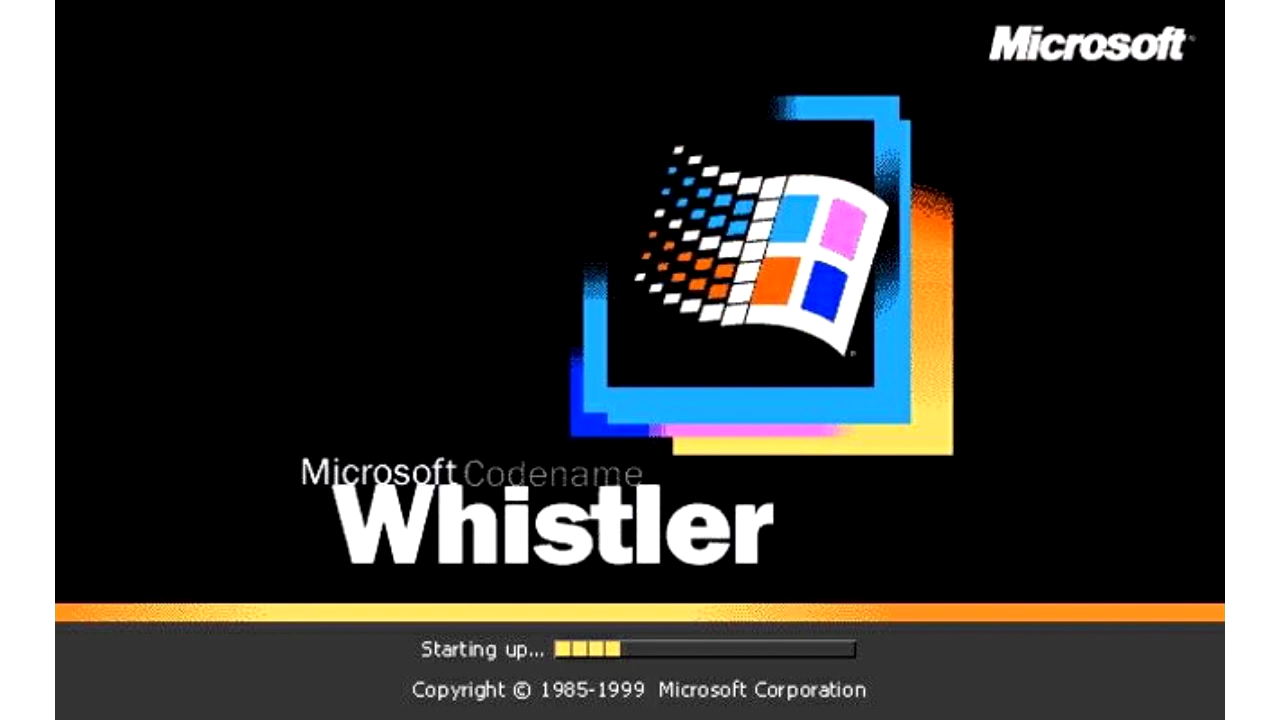 Microsoft
Microsoft Codename
Whistler
Starting up...
Copyright © 1985-1999 Microsoft Corporation